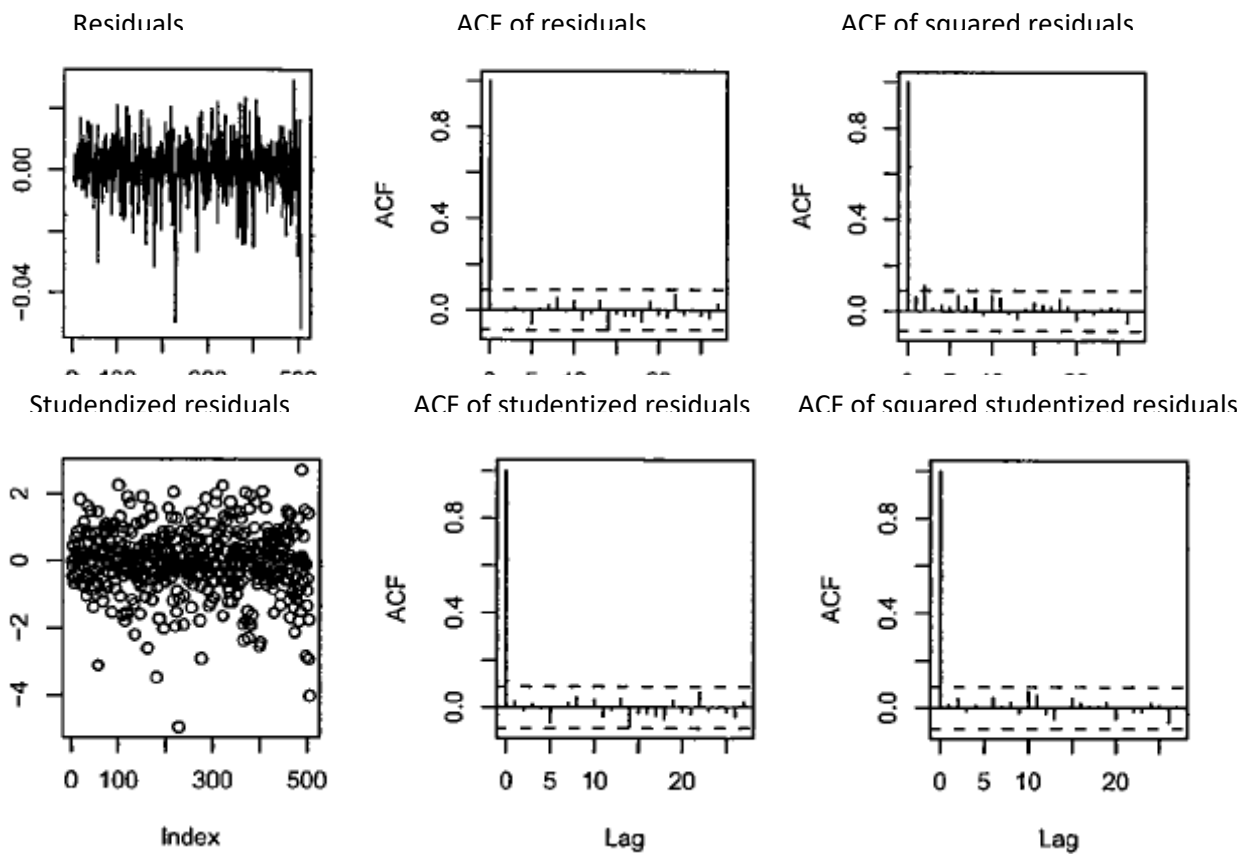 Residuals
ACF of residuals
ACF of squared residuals
0.00
-0.04
ACF
0.8
0.4
0.0
ACF
0.8
0.4
0.0
Studendized residuals
ACF of studentized residuals
ACF of squared studentized residuals
2
0
-2
-4
0 100 300 500
Index
ACF
0.8
0.4
0.0
0 5 10 20
Lag
ACF
0.8
0.4
0.0
0 5 10 20
Lag